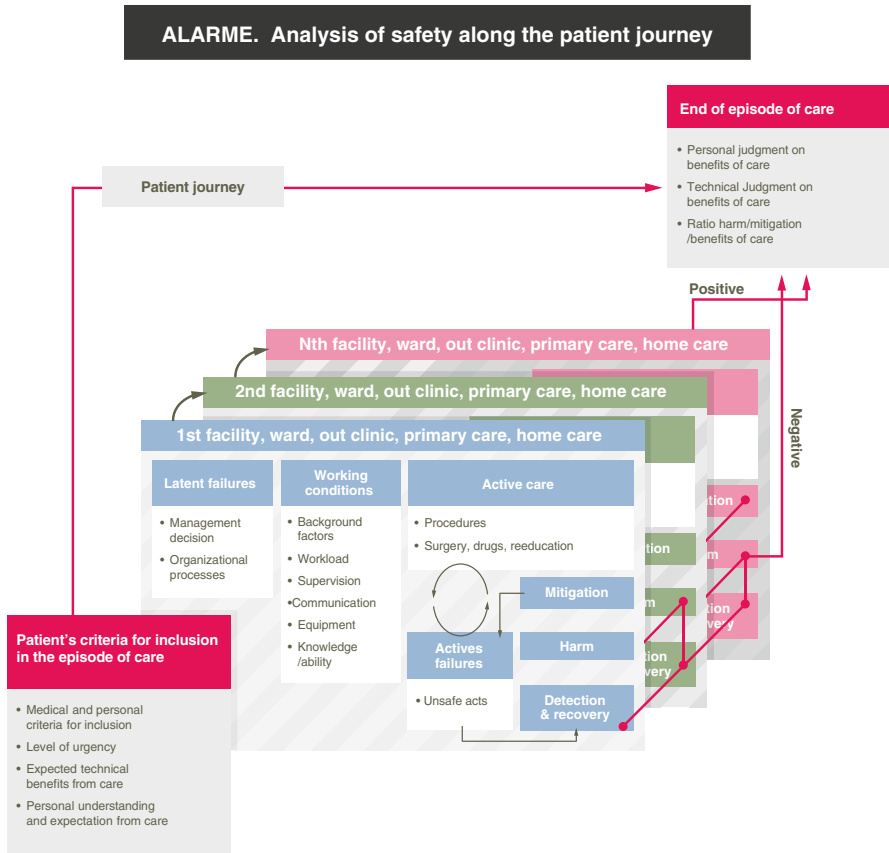 ALARME. Analysis of safety along the patient journey
End of episode of care
• Personal judgment on
benefits of care
• Technical Judgment on
benefits of care
• Ratio harm/mitigation
/benefits of care
Patient journey
Positive
Negative
Nth facility, ward, out clinic, primary care, home care
2nd facility, ward, out clinic, primary care, home care
1st facility, ward, out clinic, primary care, home care
Latent failures
• Management
decision
• Organizational
processes
Working
conditions
• Background
factors
• Workload
• Supervision
•Communication
• Equipment
• Knowledge
/ability
Active care
• Procedures
• Surgery, drugs, reeducation
Mitigation
Harm
Detection
& recovery
Actives
failures
• Unsafe acts
tion
m
tion
very
tion
m
tion
very
Patient’s criteria for inclusion
in the episode of care
• Medical and personal
criteria for inclusion
• Level of urgency
• Expected technical
benefits from care
• Personal understanding
and expectation from care